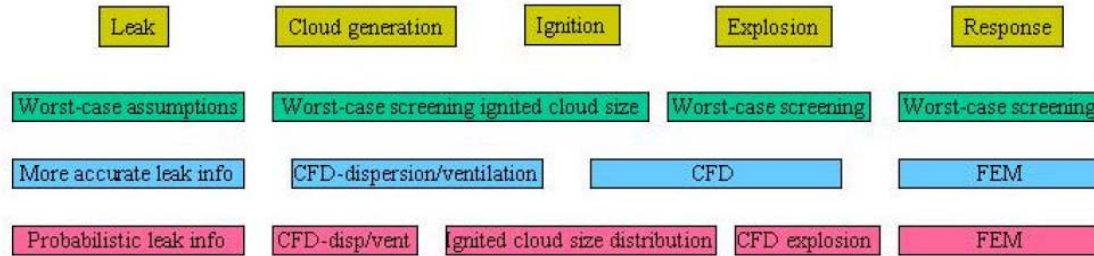 Leak Cloud generation Ignition Explosion Response
Worst-case assumptions Worst-case screening ignited cloud size Worst-case screening Worst-case screening
More accurate leak info CFD-dispersion/ventilation CFD FEM
Probabilistic leak info CFD-disp/vent Ignited cloud size distribution CFD explosion FEM